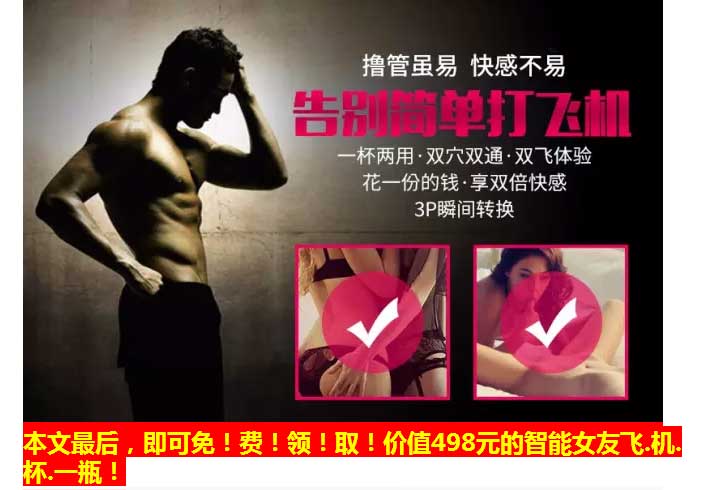 撸管虽易 快感不易
告别简单打飞机
一杯两用·双穴双通·双飞体验
花一份的钱·享双倍快感
3P瞬间转换
本文最后，即可免！费！领！取！价值498元的智能女友飞.机.
杯.一瓶！